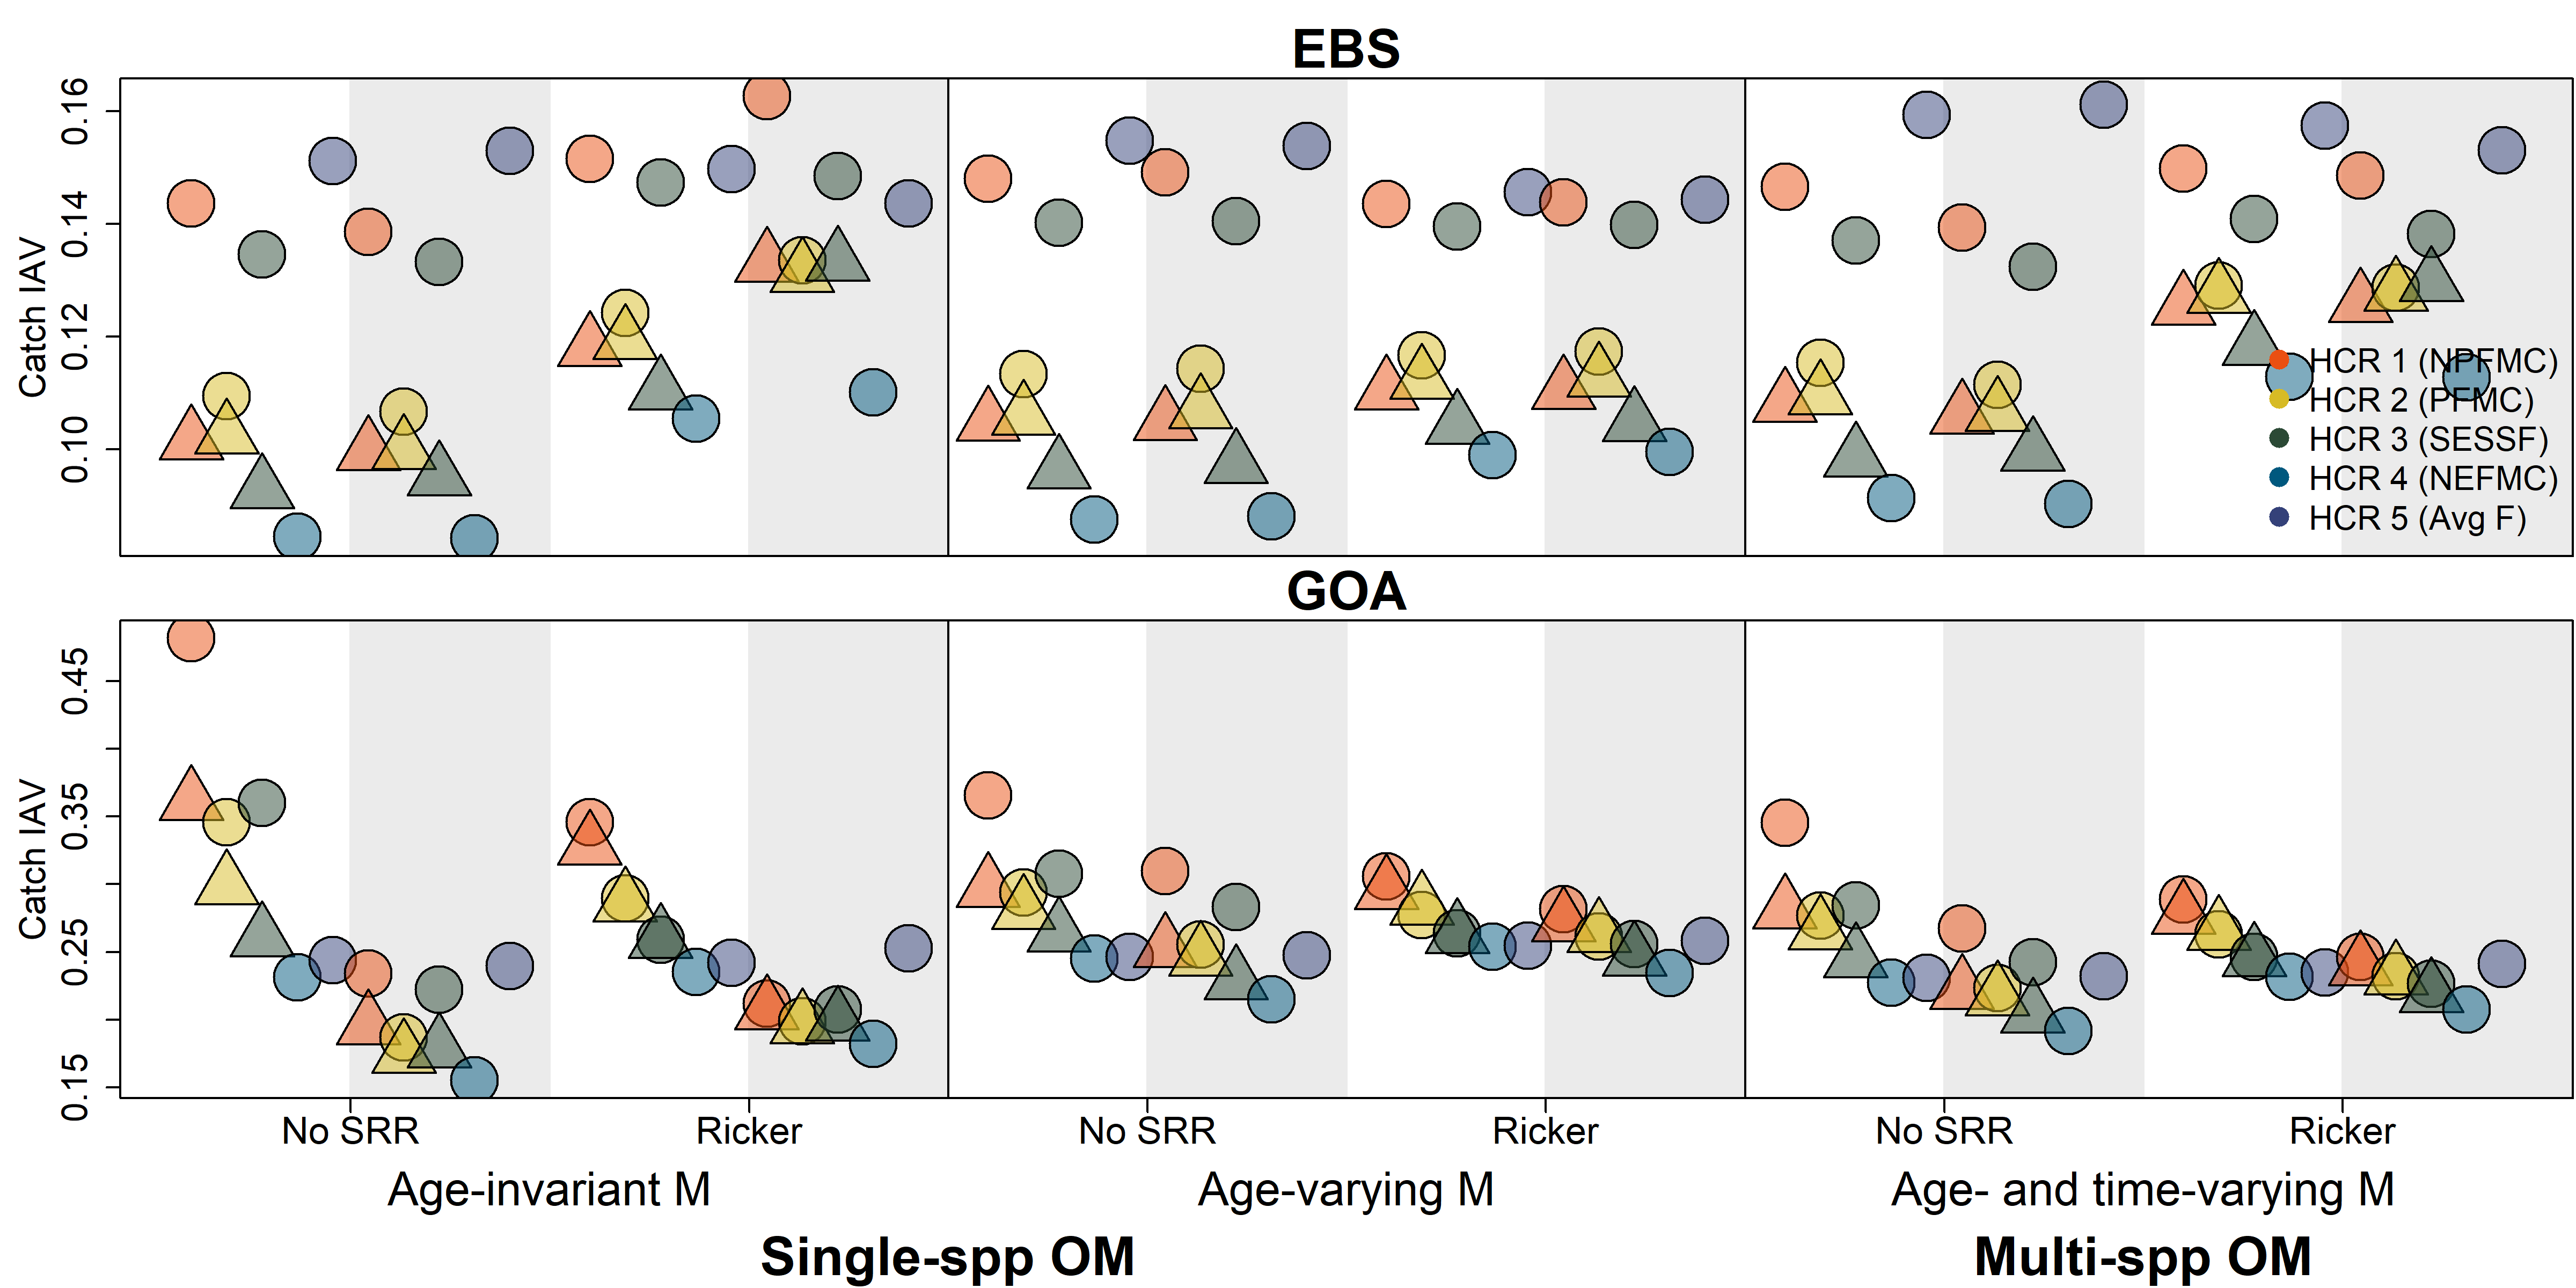 EBS
Catch IAV
0.16
0.14
0.12
0.10
HCR 1 (NPFMC)
HCR 2 (PFMC)
HCR 3 (SESSF)
HCR 4 (NEFMC)
HCR 5 (Avg F)
GOA
Catch IAV
0.45
0.35
0.25
0.15
No SRR Ricker No SRR Ricker No SRR Ricker
Age-invariant M Age-varying M Age- and time-varying M
Single-spp OM Multi-spp OM